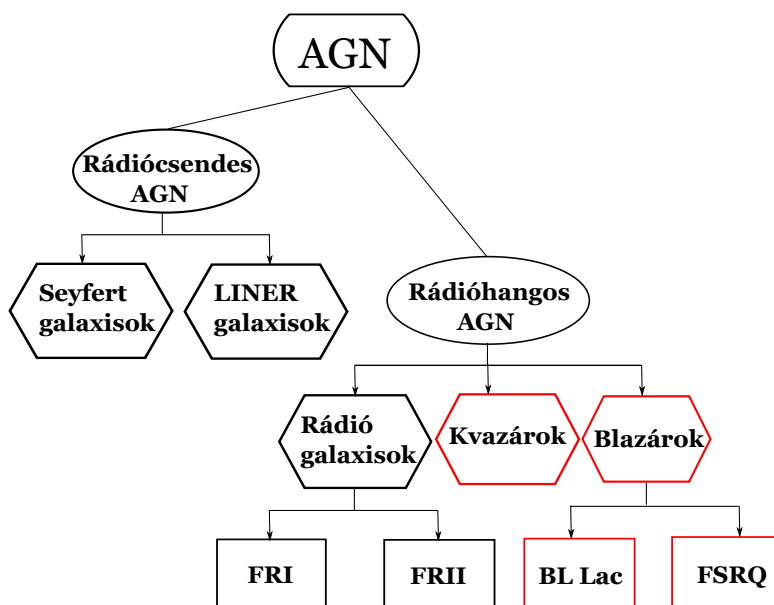 AGN
Rádiócsendes
AGN
Seyfert
galaxisok
LINER
galaxisok
Rádióhangos
AGN
Rádió
galaxisok
Kvazárok
Blazárok
FRI
FRII
BL Lac
FSRQ